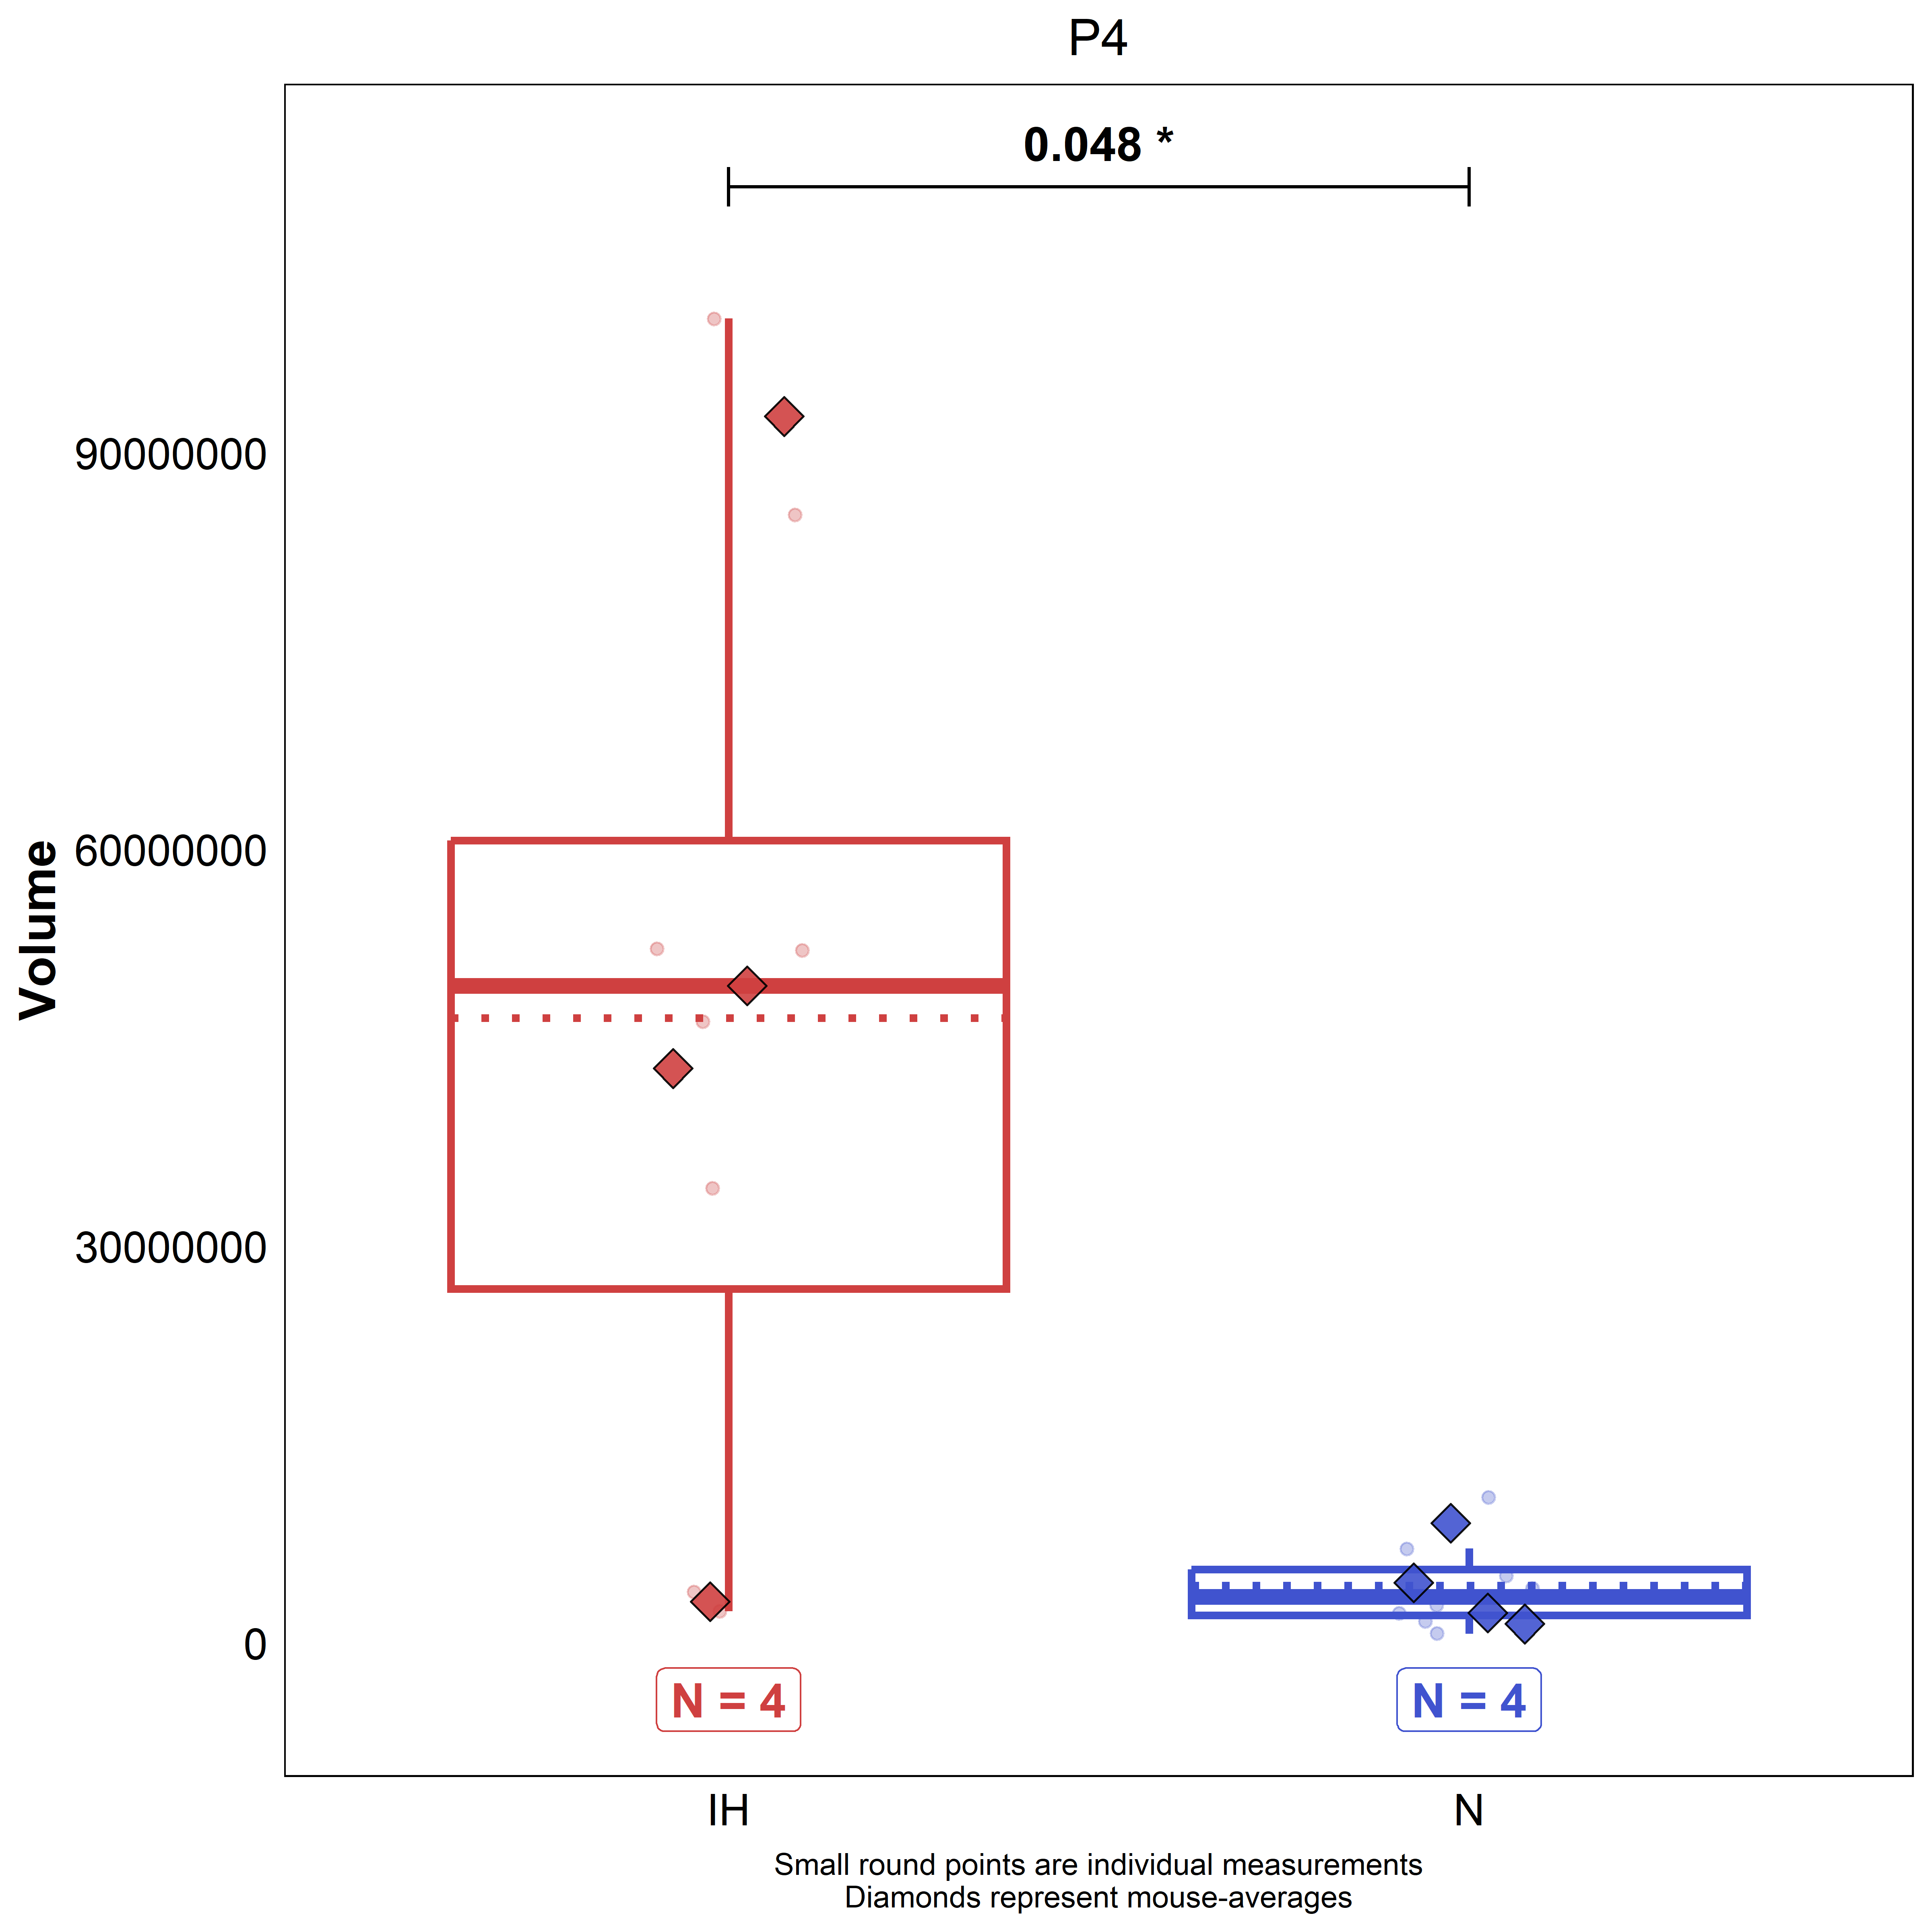 P4
0.048 *
90000000
60000000
30000000
0
Volume
N = 4
N = 4
IH
N
Small round points are individual measurements
Diamonds represent mouse-averages